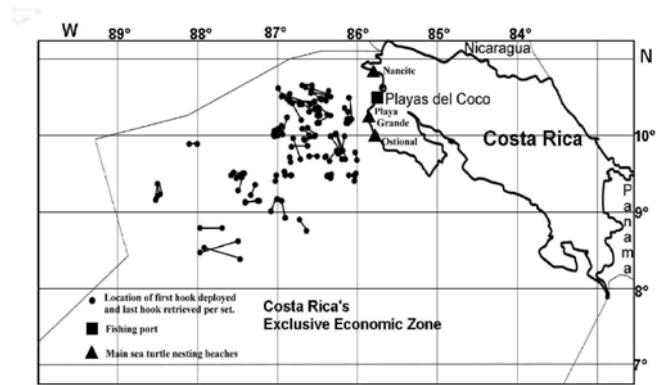 W 89° 88° 87° 86° 85° 84°
Nicaragua
N
Nancite
Playas del Coco
Playa
Grande
Costa Rica
10°
Ostional
Panama
9°
8°
Location of first hook deployed
and last hook retrieved per set.
Costa Rica's
Exclusive Economic Zone
Fishing port
Main sea turtle nesting beaches
7°